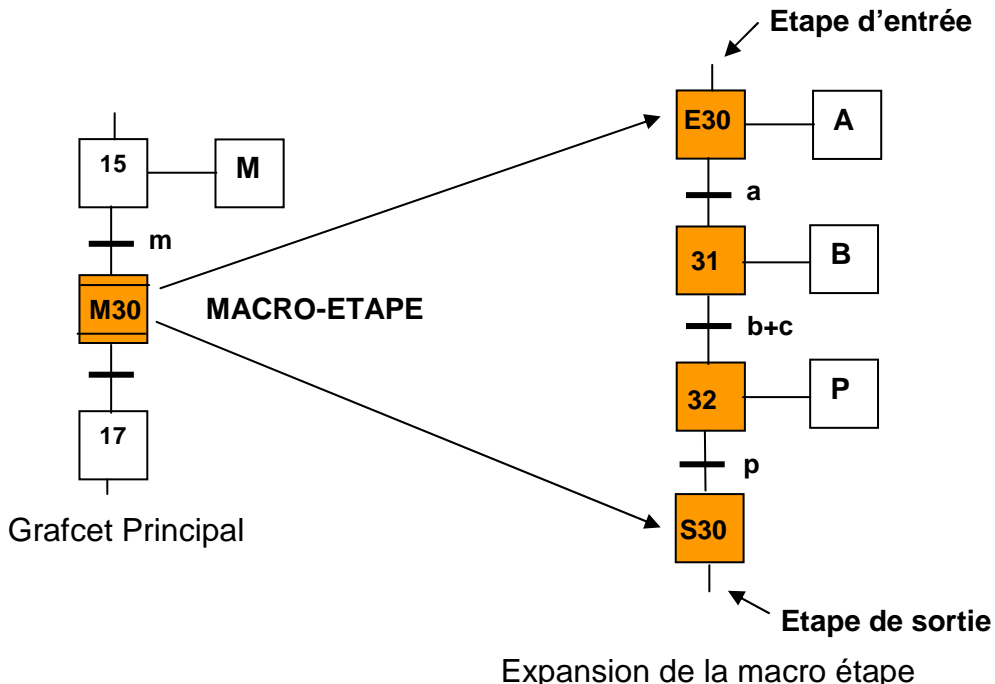 Etape d'entrée
E30 A
15 M
a
m
31 B
M30 MACRO-ETAPE
b+c
32 P
17
p
Grafcet Principal
S30
Etape de sortie
Expansion de la macro étape